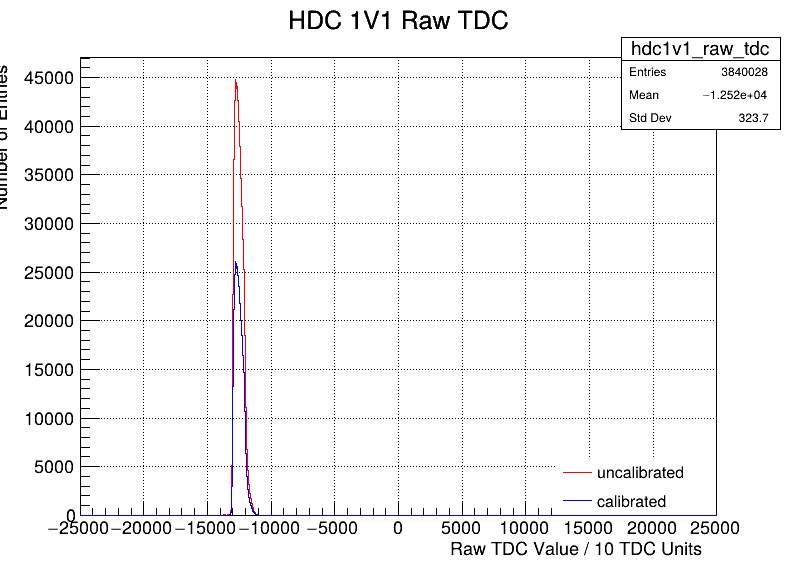 HDC 1V1 Raw TDC
hdc1v1_raw_tdc
Entries 3840028
Mean −1.252e+04
Std Dev 323.7
Number of Entries
45000
40000
35000
30000
25000
20000
15000
10000
5000
0
−25000 −20000 −15000 −10000 −5000 0 5000 10000 15000 20000 25000
uncalibrated
calibrated
Raw TDC Value / 10 TDC Units